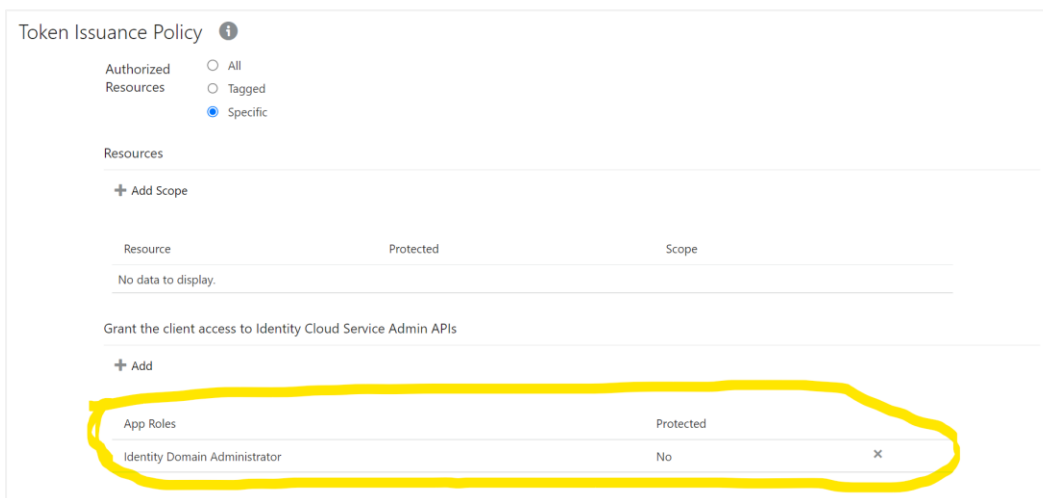 Token Issuance Policy
Authorized Resources
All
Tagged
Specific
Resources
Add Scope
Resource Protected Scope
No data to display.
Grant the client access to Identity Cloud Service Admin APIs
Add
App Roles Protected
Identity Domain Administrator No